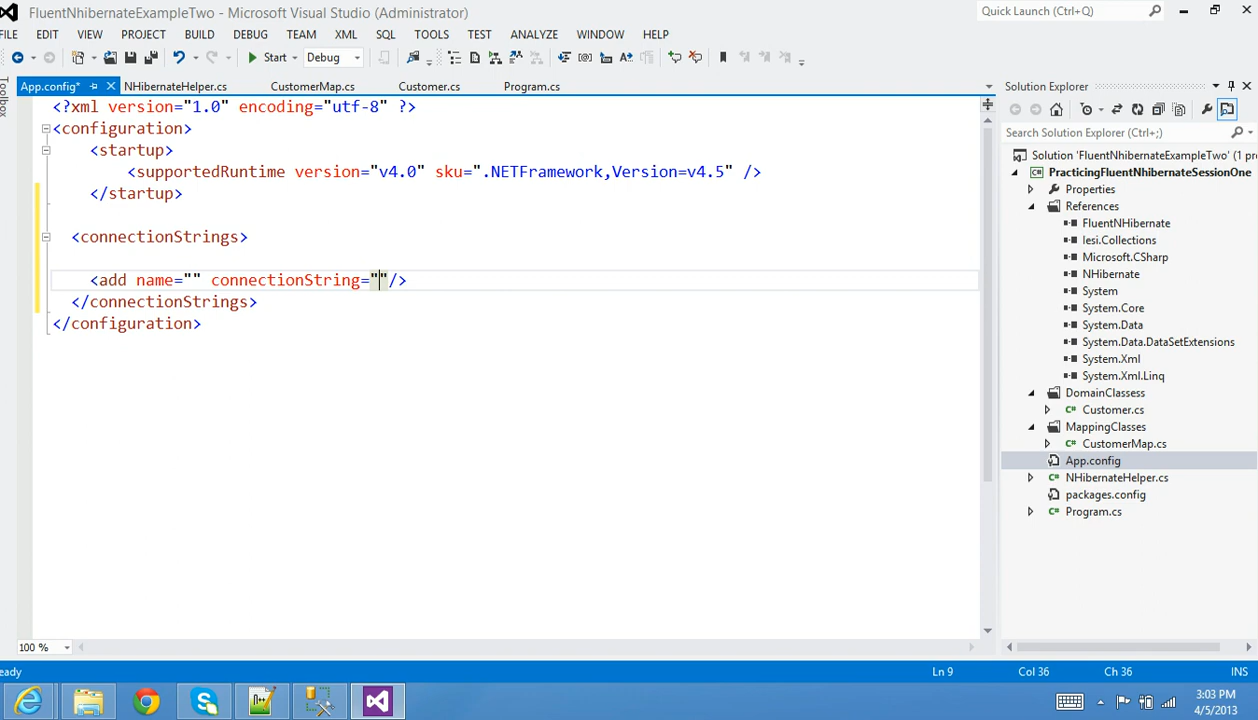 FluentNhibernateExampleTwo - Microsoft Visual Studio (Administrator)
Quick Launch (Ctrl+Q)
FILE EDIT VIEW PROJECT BUILD DEBUG TEAM XML SQL TOOLS TEST ANALYZE WINDOW HELP
Start Debug
App.config* NHibernateHelper.cs CustomerMap.cs Customer.cs Program.cs
Toolbox
<?xml version="1.0" encoding="utf-8" ?>
<configuration>
<startup>
<supportedRuntime version="v4.0" sku=".NETFramework,Version=v4.5" />
</startup>
<connectionStrings>
<add name="" connectionString=""/>
</connectionStrings>
</configuration>
100 %
Solution Explorer
Search Solution Explorer (Ctrl+;)
Solution 'FluentNhibernateExampleTwo' (1 pr
PracticingFluentNhibernateSessionOne
Properties
References
FluentNHibernate
Iesi.Collections
Microsoft.CSharp
NHibernate
System
System.Core
System.Data
System.Data.DataSetExtensions
System.Xml
System.Xml.Linq
DomainClassess
Customer.cs
MappingClasses
CustomerMap.cs
App.config
NHibernateHelper.cs
packages.config
Program.cs
eady
Ln 9 Col 36 Ch 36 INS
3:03 PM
4/5/2013